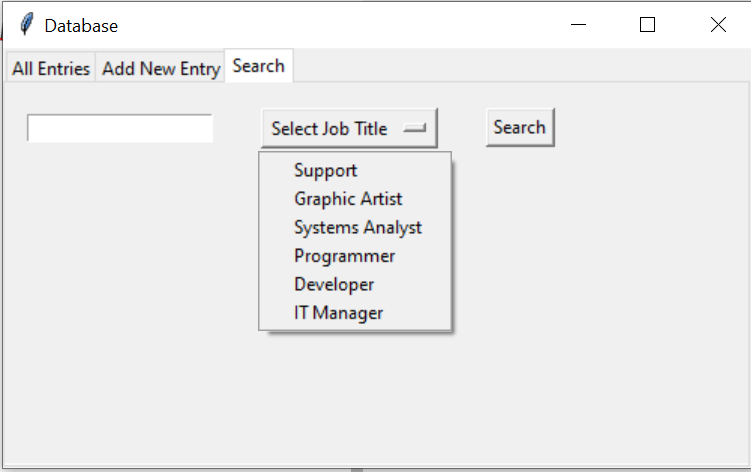 Database
All Entries Add New Entry Search
Select Job Title Search
Support
Graphic Artist
Systems Analyst
Programmer
Developer
IT Manager